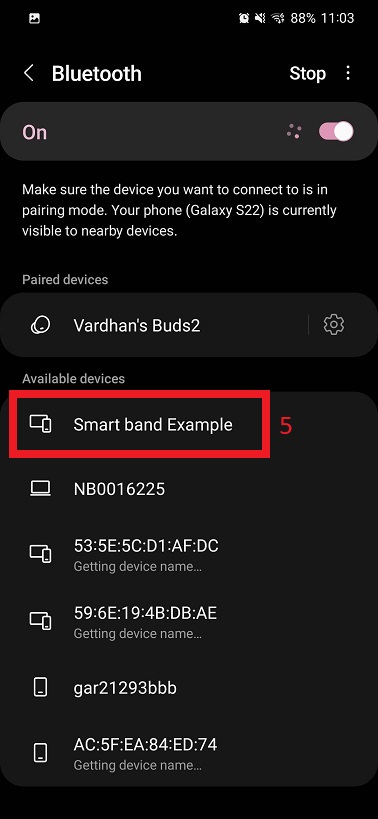 88% 11:03
Bluetooth Stop
On
Make sure the device you want to connect to is in
pairing mode. Your phone (Galaxy S22) is currently
visible to nearby devices.
Paired devices
Vardhan's Buds2
Available devices
Smart band Example 5
NB0016225
53:5E:5C:D1:AF:DC
Getting device name...
59:6E:19:4B:DB:AE
Getting device name...
gar21293bbb
AC:5F:EA:84:ED:74
Getting device name...